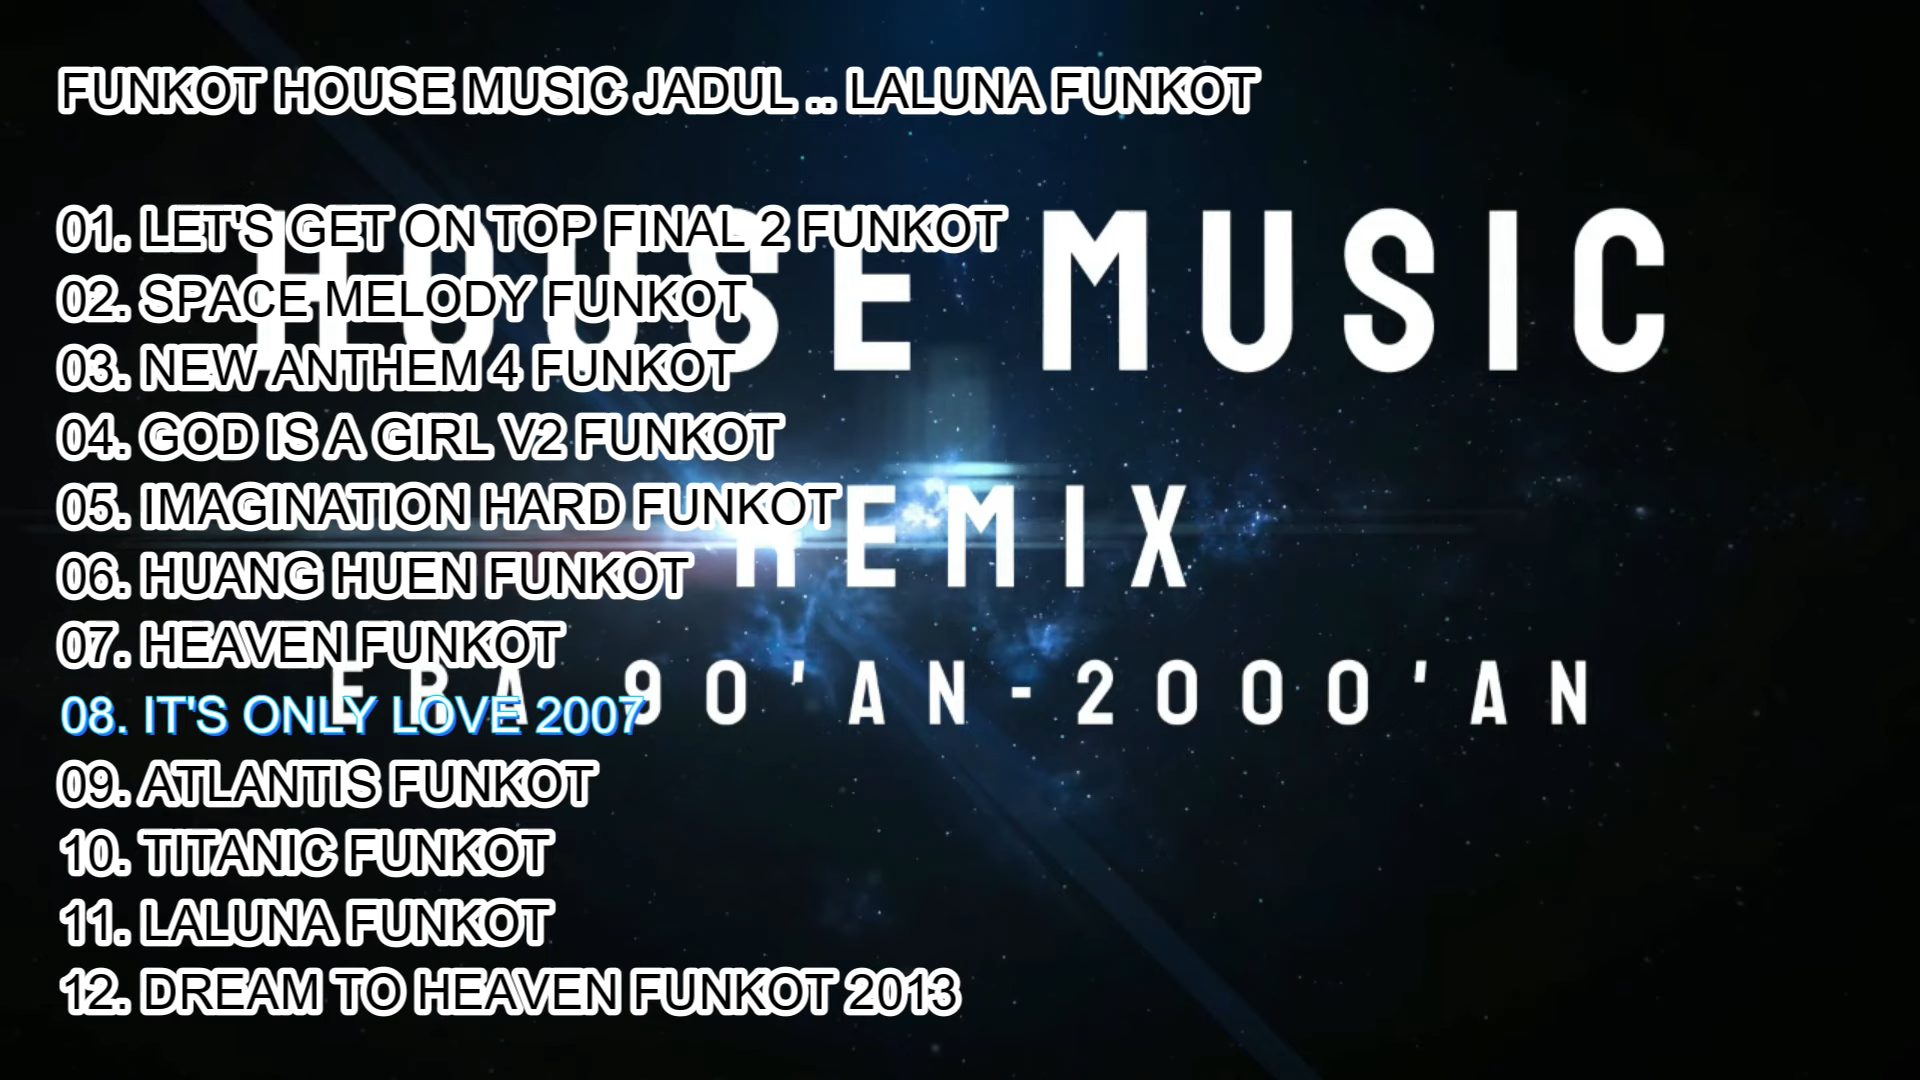 FUNKOT HOUSE MUSIC JADUL .. LALUNA FUNKOT
01. LET'S GET ON TOP FINAL 2 FUNKOT
02. SPACE MELODY FUNKOT
03. NEW ANTHEM 4 FUNKOT
04. GOD IS A GIRL V2 FUNKOT
05. IMAGINATION HARD FUNKOT
06. HUANG HUEN FUNKOT
07. HEAVEN FUNKOT
08. IT'S ONLY LOVE 2007
09. ATLANTIS FUNKOT
10. TITANIC FUNKOT
11. LALUNA FUNKOT
12. DREAM TO HEAVEN FUNKOT 2013
HOUSE MUSIC
REMIX
ERA 90'AN-2000'AN